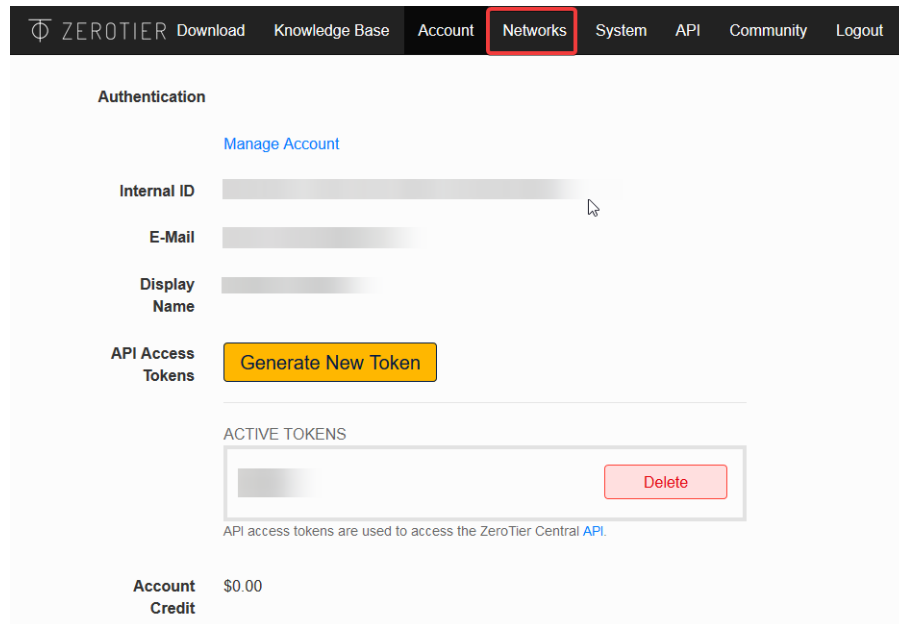 ZEROTIER Download Knowledge Base Account Networks System API Community Logout
Authentication
Manage Account
Internal ID
E-Mail
Display
Name
API Access
Tokens
Generate New Token
ACTIVE TOKENS
Delete
API access tokens are used to access the ZeroTier Central API.
Account
Credit
$0.00